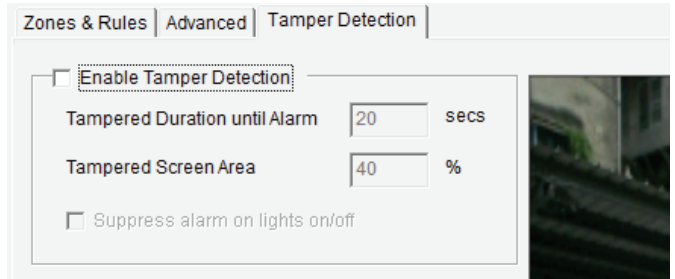 Zones & Rules Advanced Tamper Detection
Enable Tamper Detection
Tampered Duration until Alarm 20 secs
Tampered Screen Area 40 %
Suppress alarm on lights on/off